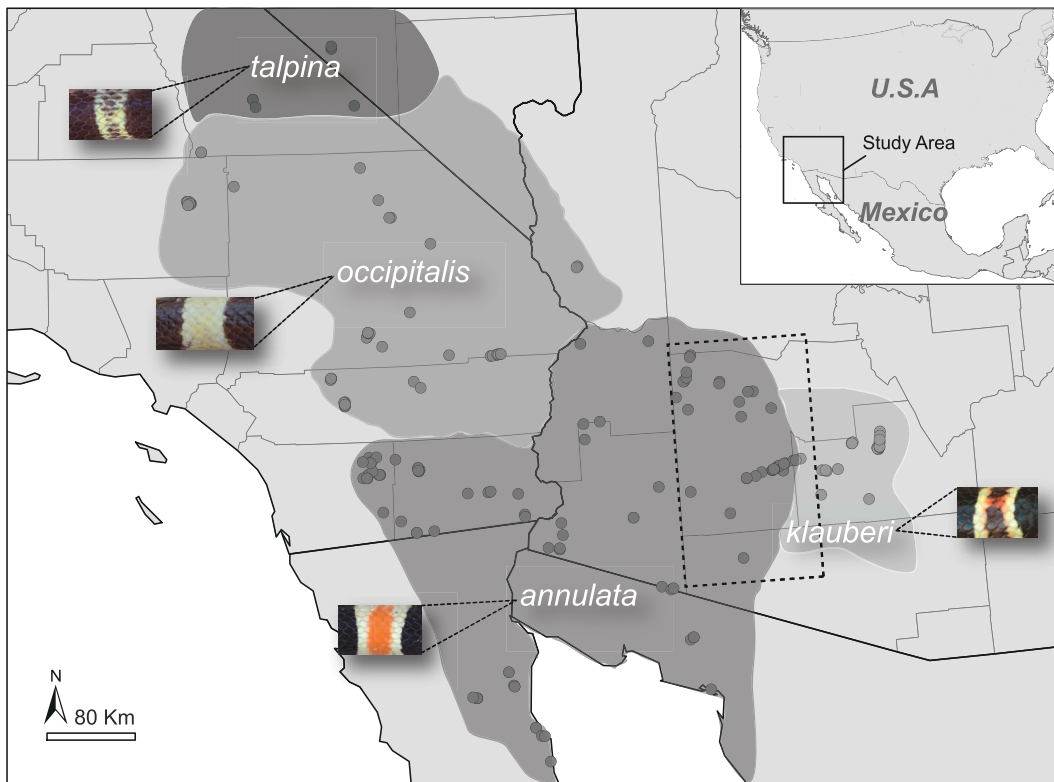 talpina
U.S.A
Study Area
Mexico
occipitalis
klauberi
annulata
N
80 Km